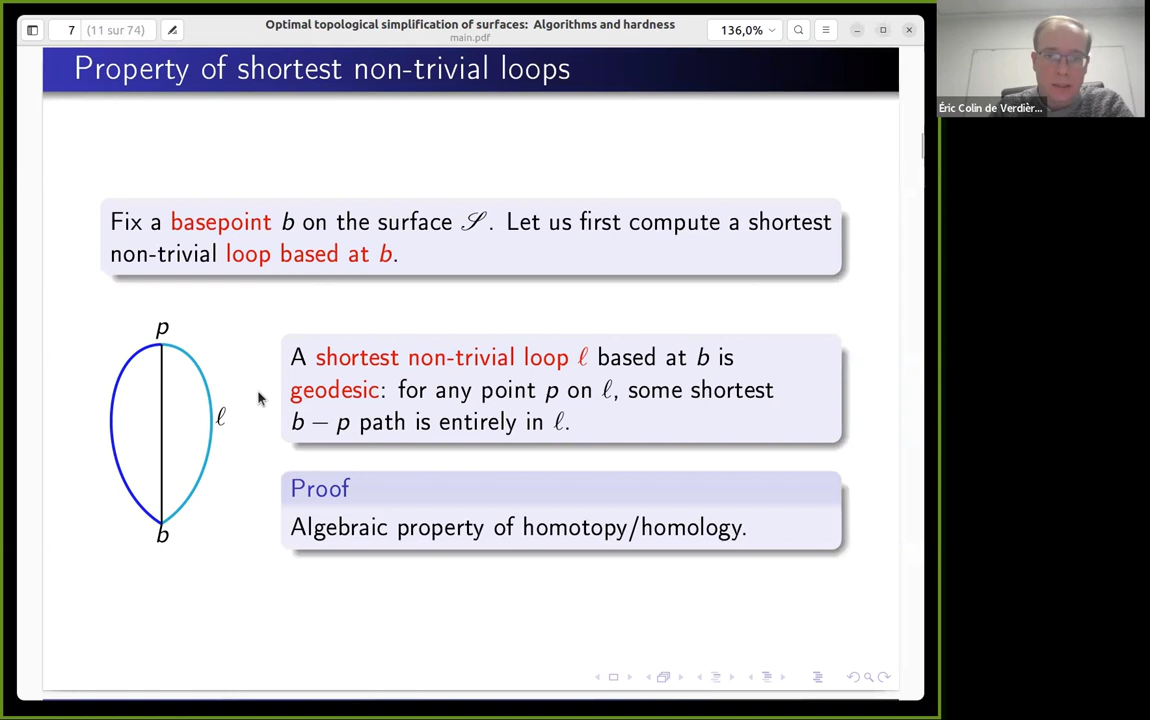 7 (11 sur 74)
Optimal topological simplification of surfaces: Algorithms and hardness
main.pdf
136,0%
Property of shortest non-trivial loops
Éric Colin de Verdièr...
Fix a basepoint b on the surface 𝒮. Let us first compute a shortest
non-trivial loop based at b.
p
ℓ
b
A shortest non-trivial loop ℓ based at b is
geodesic: for any point p on ℓ, some shortest
b − p path is entirely in ℓ.
Proof
Algebraic property of homotopy/homology.